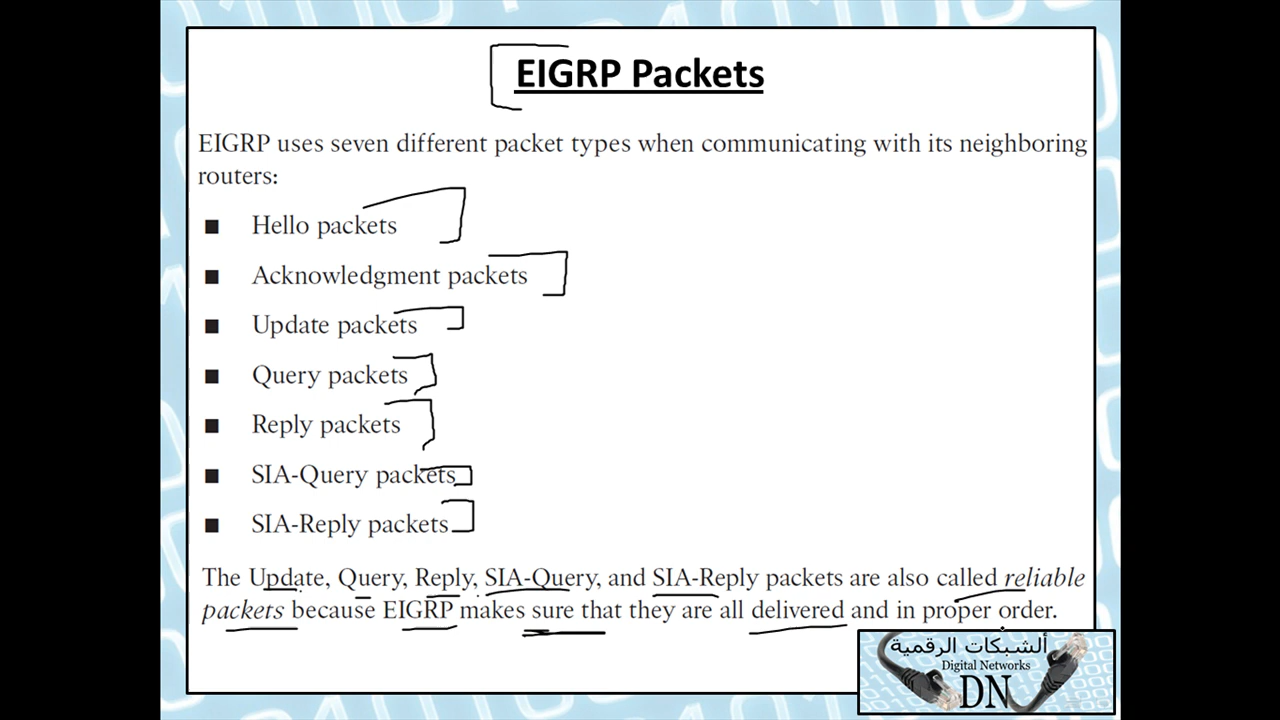 EIGRP Packets
EIGRP uses seven different packet types when communicating with its neighboring
routers:
■ Hello packets
■ Acknowledgment packets
■ Update packets
■ Query packets
■ Reply packets
■ SIA-Query packets
■ SIA-Reply packets
The Update, Query, Reply, SIA-Query, and SIA-Reply packets are also called reliable
packets because EIGRP makes sure that they are all delivered and in proper order.
ألشبكات الرقمية
Digital Networks
DN